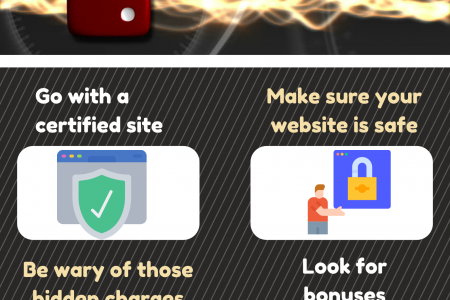 Go with a
certified site
Make sure your
website is safe
Be wary of those
hidden charges
Look for
bonuses